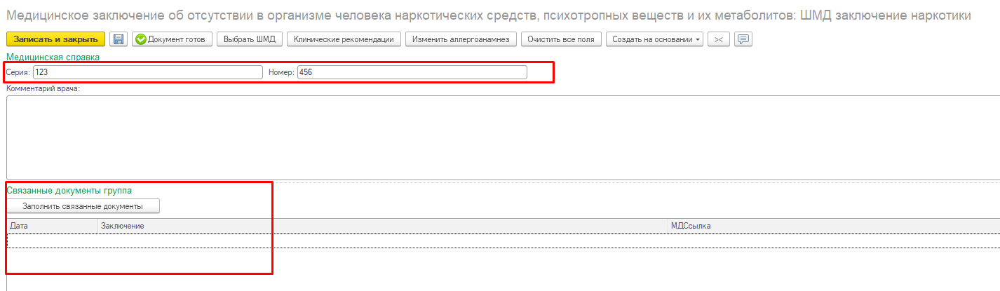 Медицинское заключение об отсутствии в организме человека наркотических средств, психотропных веществ и их метаболитов: ШМД заключение наркотики
Записать и закрыть Документ готов Выбрать ШМД Клинические рекомендации Изменить аллергоанамнез Очистить все поля Создать на основании ><
Медицинская справка
Серия: 123 Номер: 456
Комментарий врача:
Связанные документы группа
Заполнить связанные документы
Дата Заключение МДСсылка